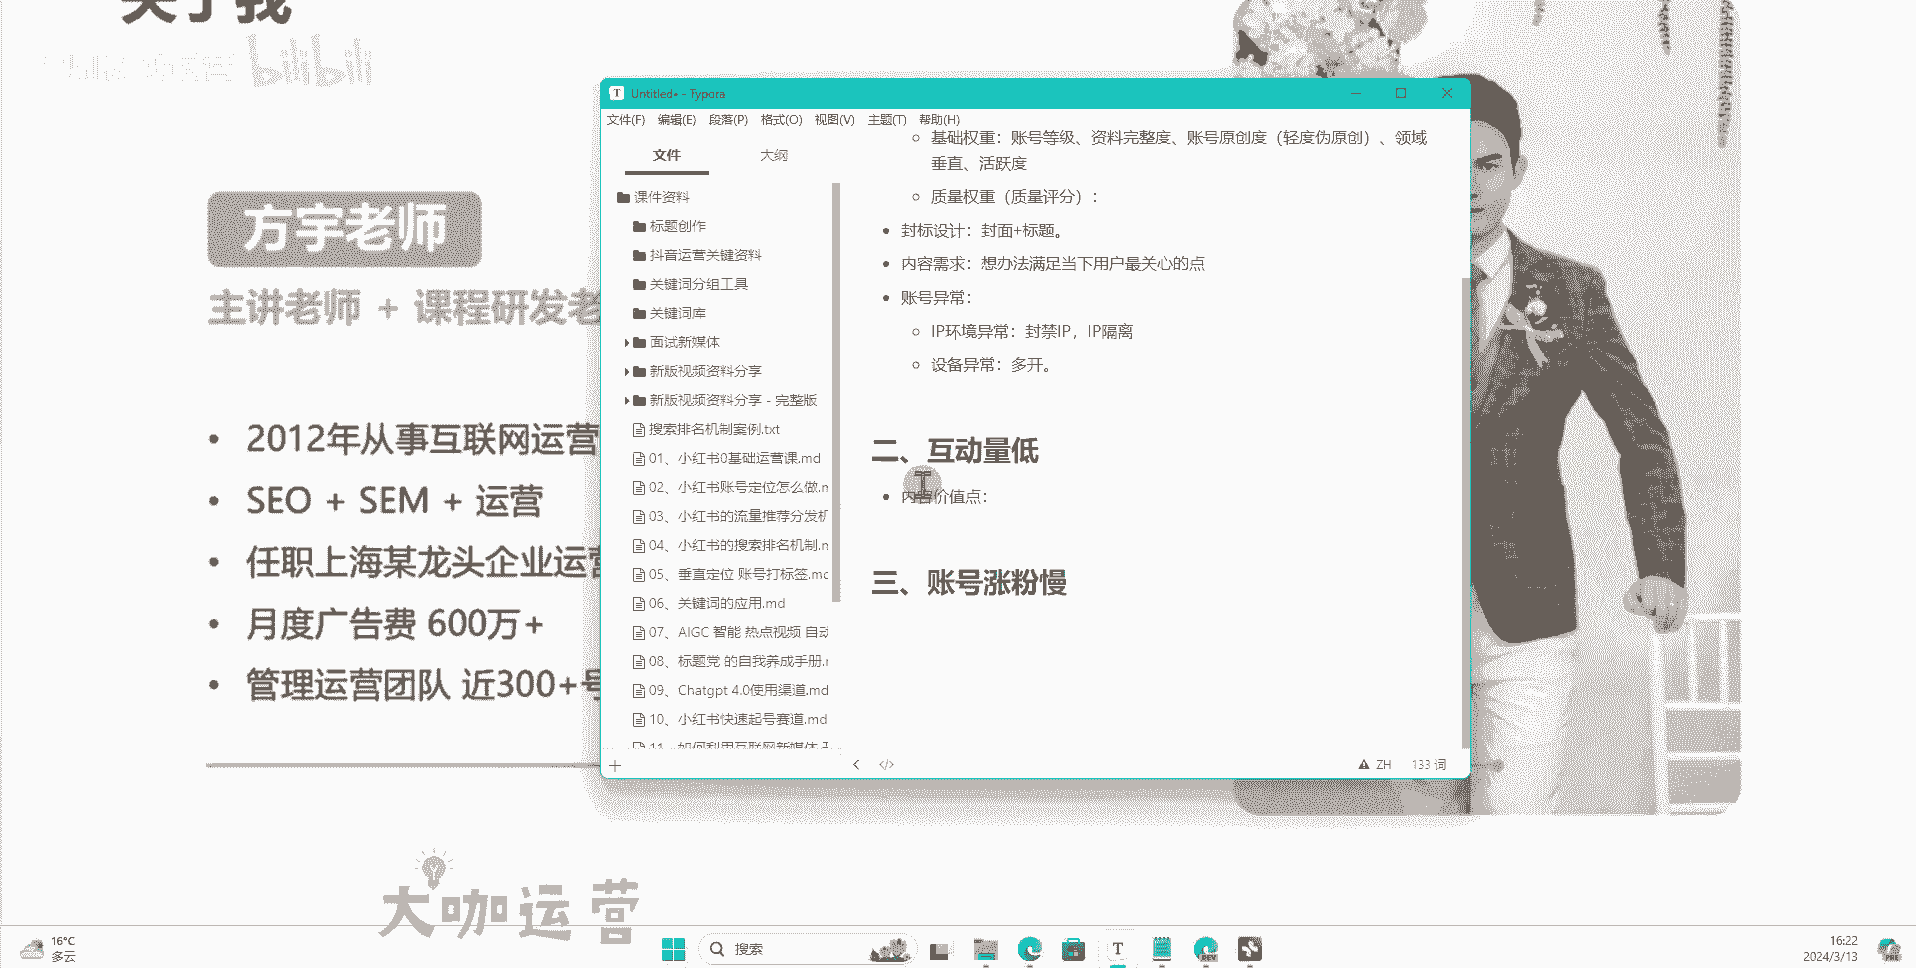 关于我
bilibili
方宇老师
主讲老师 + 课程研发老
• 2012年从事互联网运营
• SEO + SEM + 运营
• 任职上海某龙头企业运营
• 月度广告费 600万+
• 管理运营团队 近300+号
大咖运营
Untitled• - Typora
文件(F) 编辑(E) 段落(P) 格式(O) 视图(V) 主题(T) 帮助(H)
文件 大纲
课件资料
标题创作
抖音运营关键资料
关键词分组工具
关键词库
面试新媒体
新版视频资料分享
新版视频资料分享 - 完整版
搜索排名机制案例.txt
01、小红书0基础运营课.md
02、小红书账号定位怎么做.m
03、小红书的流量推荐分发机
04、小红书的搜索排名机制.m
05、垂直定位 账号打标签.md
06、关键词的应用.md
07、AIGC 智能 热点视频 自动
08、标题党 的自我养成手册.m
09、Chatgpt 4.0使用渠道.md
10、小红书快速起号赛道.md
11、如何利用互联网新媒体
基础权重：账号等级、资料完整度、账号原创度（轻度伪原创）、领域
垂直、活跃度
质量权重（质量评分）：
• 封标设计：封面+标题。
• 内容需求：想办法满足当下用户最关心的点
• 账号异常：
IP环境异常：封禁IP，IP隔离
设备异常：多开。
二、互动量低
• 内容价值点：
三、账号涨粉慢
ZH 133 词
16°C
多云
搜索
16:22
2024/3/13